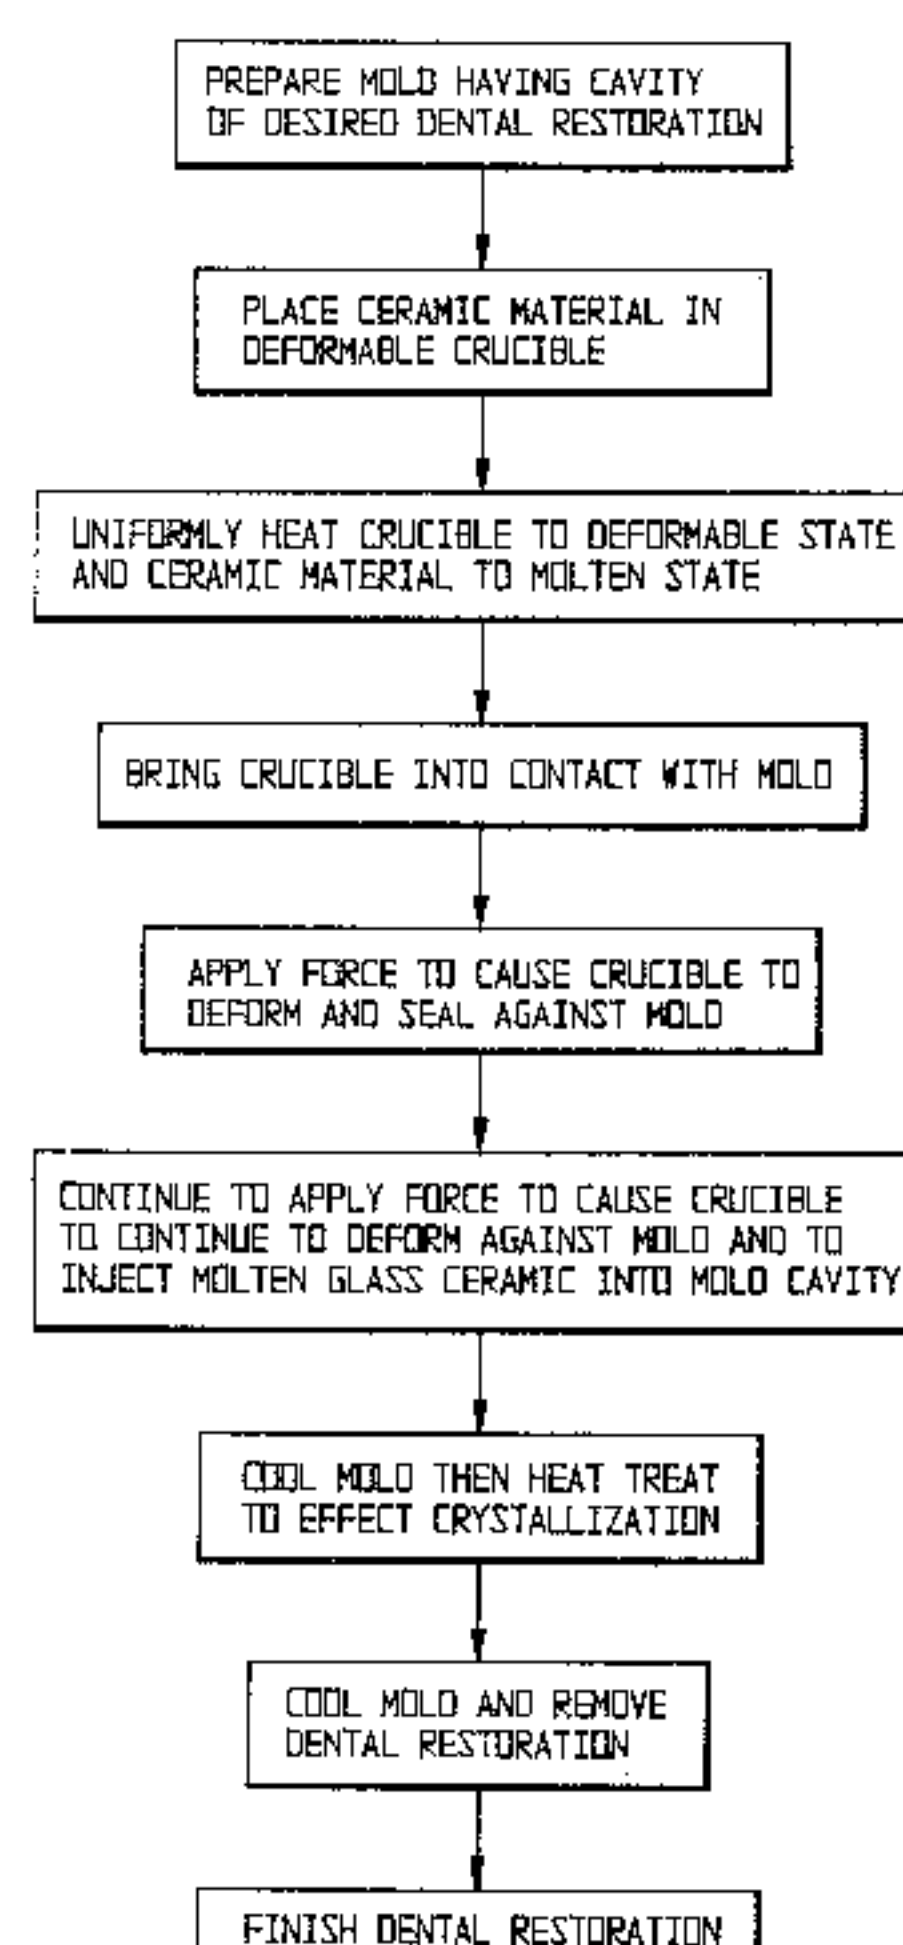 PREPARE MOLD HAVING CAVITY
OF DESIRED DENTAL RESTORATION
PLACE CERAMIC MATERIAL IN
DEFORMABLE CRUCIBLE
UNIFORMLY HEAT CRUCIBLE TO DEFORMABLE STATE
AND CERAMIC MATERIAL TO MOLTEN STATE
BRING CRUCIBLE INTO CONTACT WITH MOLD
APPLY FORCE TO CAUSE CRUCIBLE TO
DEFORM AND SEAL AGAINST MOLD
CONTINUE TO APPLY FORCE TO CAUSE CRUCIBLE
TO CONTINUE TO DEFORM AGAINST MOLD AND TO
INJECT MOLTEN GLASS CERAMIC INTO MOLD CAVITY
COOL MOLD THEN HEAT TREAT
TO EFFECT CRYSTALLIZATION
COOL MOLD AND REMOVE
DENTAL RESTORATION
FINISH DENTAL RESTORATION